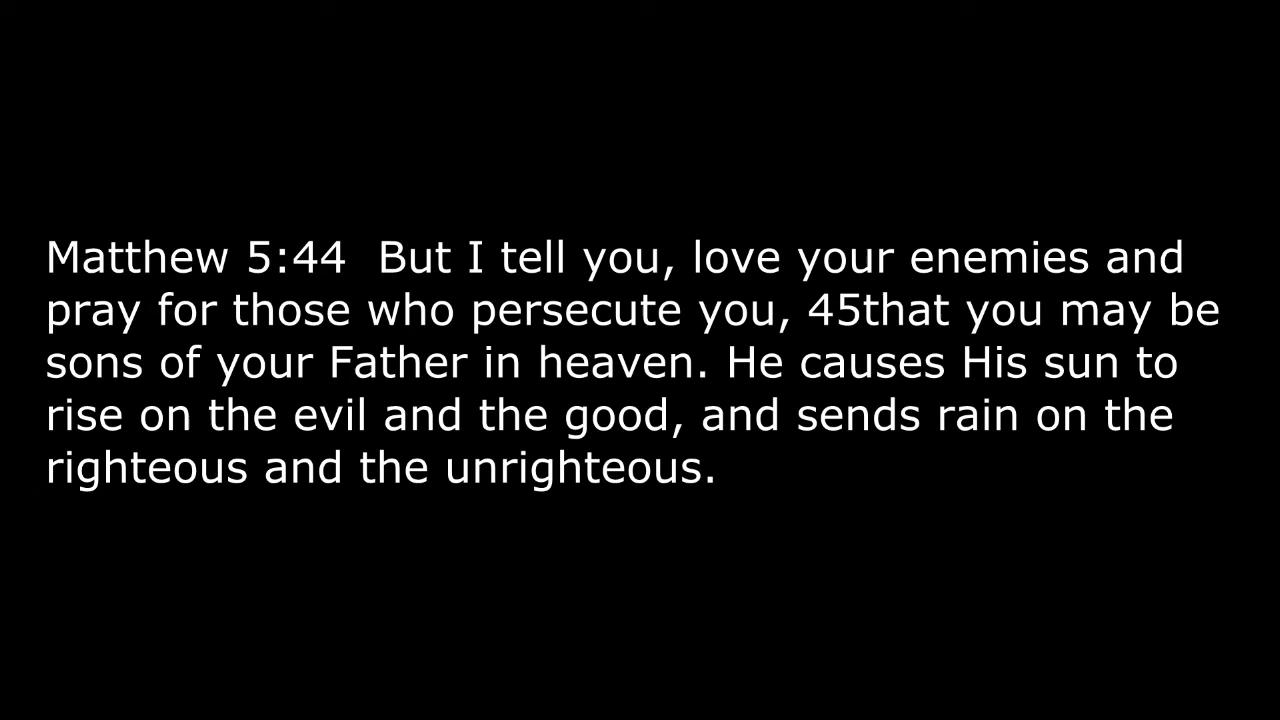 Matthew 5:44  But I tell you, love your enemies and
pray for those who persecute you, 45that you may be
sons of your Father in heaven. He causes His sun to
rise on the evil and the good, and sends rain on the
righteous and the unrighteous.